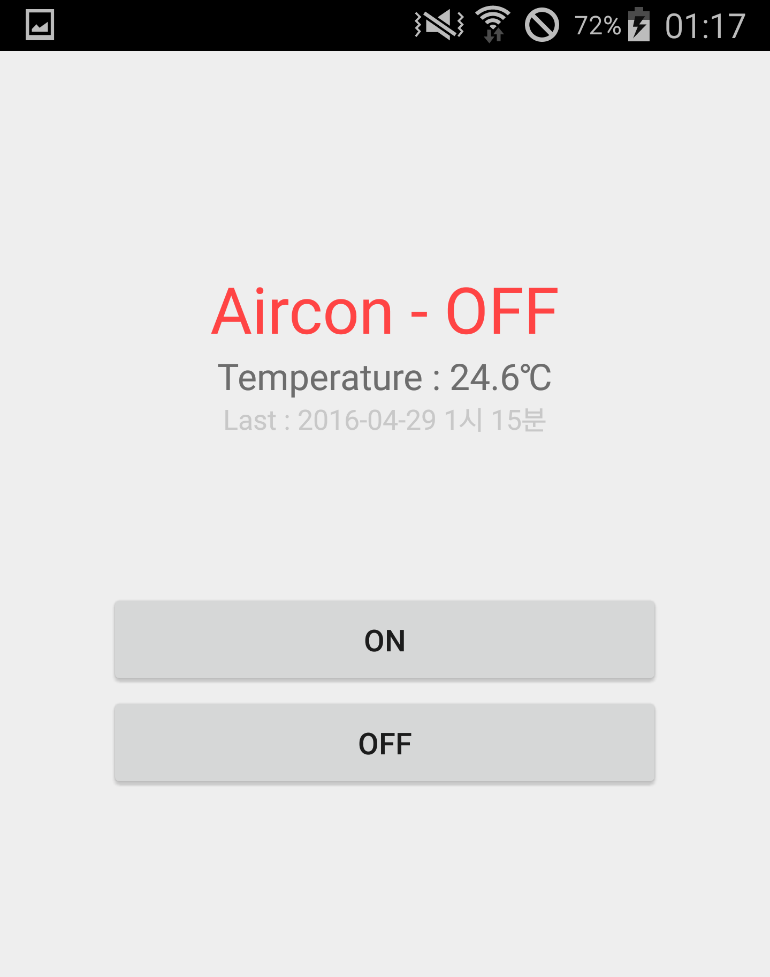 72% 01:17
Aircon - OFF
Temperature : 24.6℃
Last : 2016-04-29 1시 15분
ON
OFF